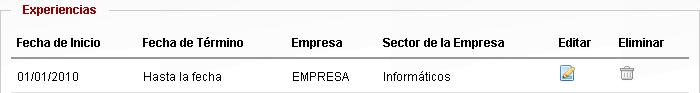 Experiencias
Fecha de Inicio Fecha de Término Empresa Sector de la Empresa Editar Eliminar
01/01/2010 Hasta la fecha EMPRESA Informáticos